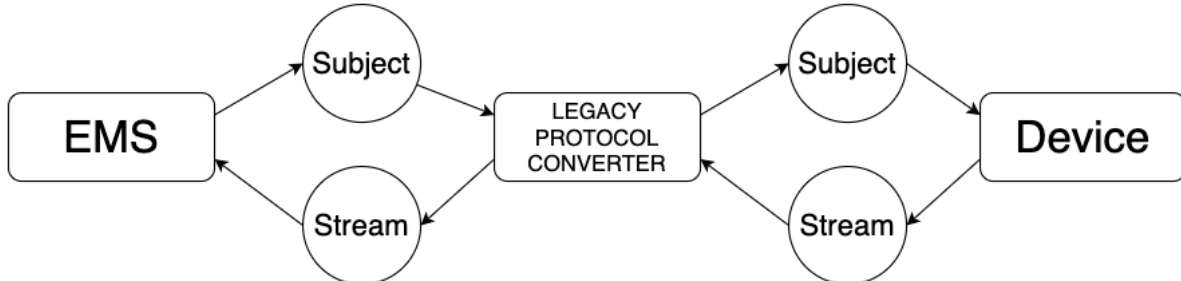 Subject
Subject
EMS
LEGACY
PROTOCOL
CONVERTER
Device
Stream
Stream